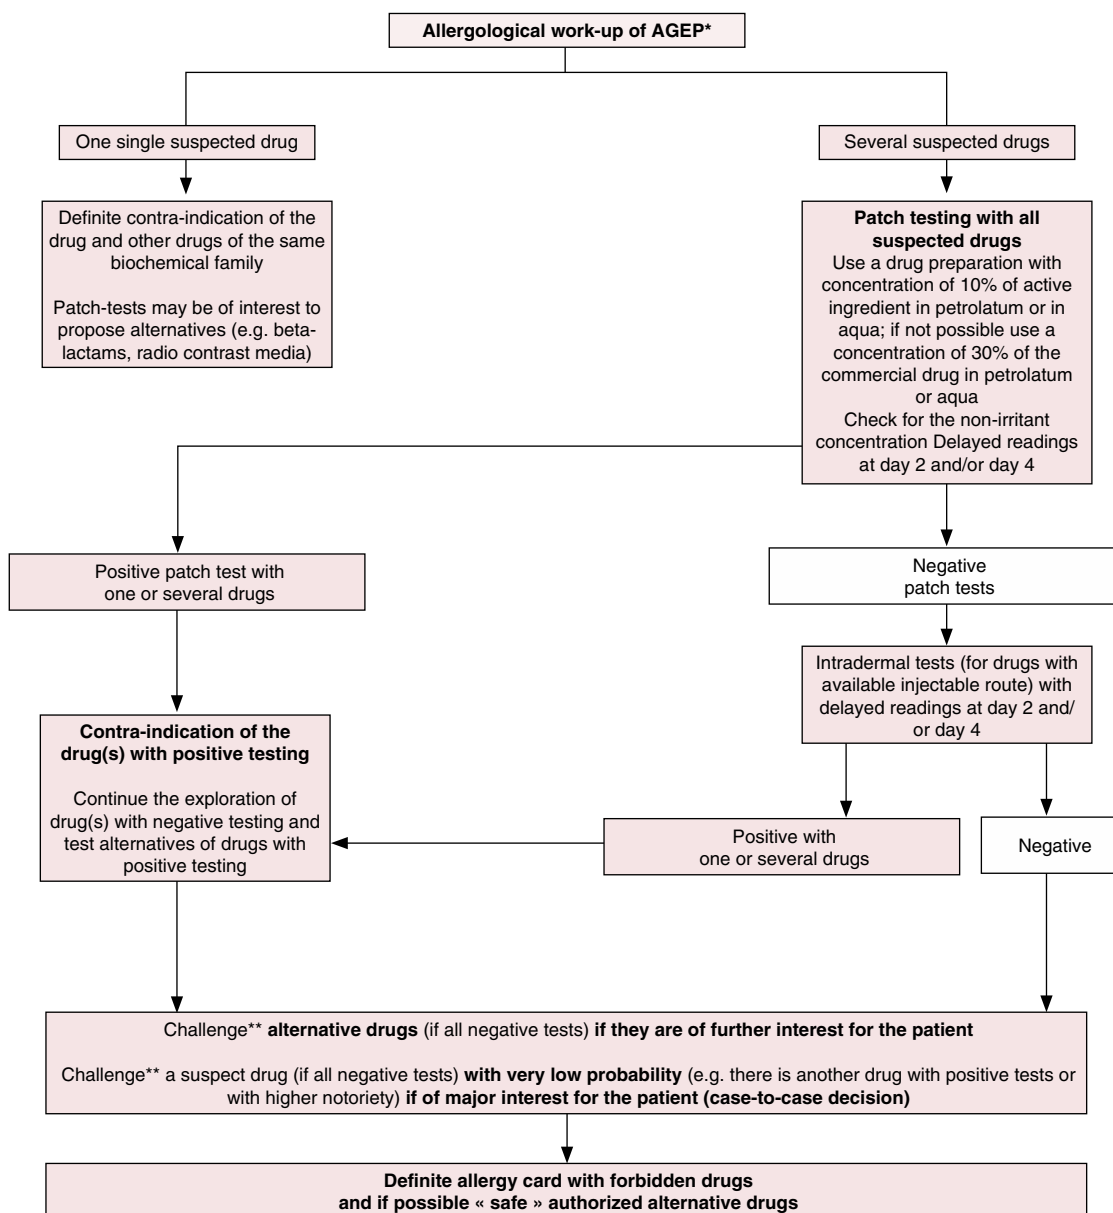 Allergological work-up of AGEP*
One single suspected drug
Several suspected drugs
Definite contra-indication of the
drug and other drugs of the same
biochemical family
Patch-tests may be of interest to
propose alternatives (e.g. beta-
lactams, radio contrast media)
Patch testing with all
suspected drugs
Use a drug preparation with
concentration of 10% of active
ingredient in petrolatum or in
aqua; if not possible use a
concentration of 30% of the
commercial drug in petrolatum
or aqua
Check for the non-irritant
concentration Delayed readings
at day 2 and/or day 4
Positive patch test with
one or several drugs
Negative
patch tests
Intradermal tests (for drugs with
available injectable route) with
delayed readings at day 2 and/
or day 4
Contra-indication of the
drug(s) with positive testing
Continue the exploration of
drug(s) with negative testing and
test alternatives of drugs with
positive testing
Positive with
one or several drugs
Negative
Challenge** alternative drugs (if all negative tests) if they are of further interest for the patient
Challenge** a suspect drug (if all negative tests) with very low probability (e.g. there is another drug with positive tests or
with higher notoriety) if of major interest for the patient (case-to-case decision)
Definite allergy card with forbidden drugs
and if possible « safe » authorized alternative drugs